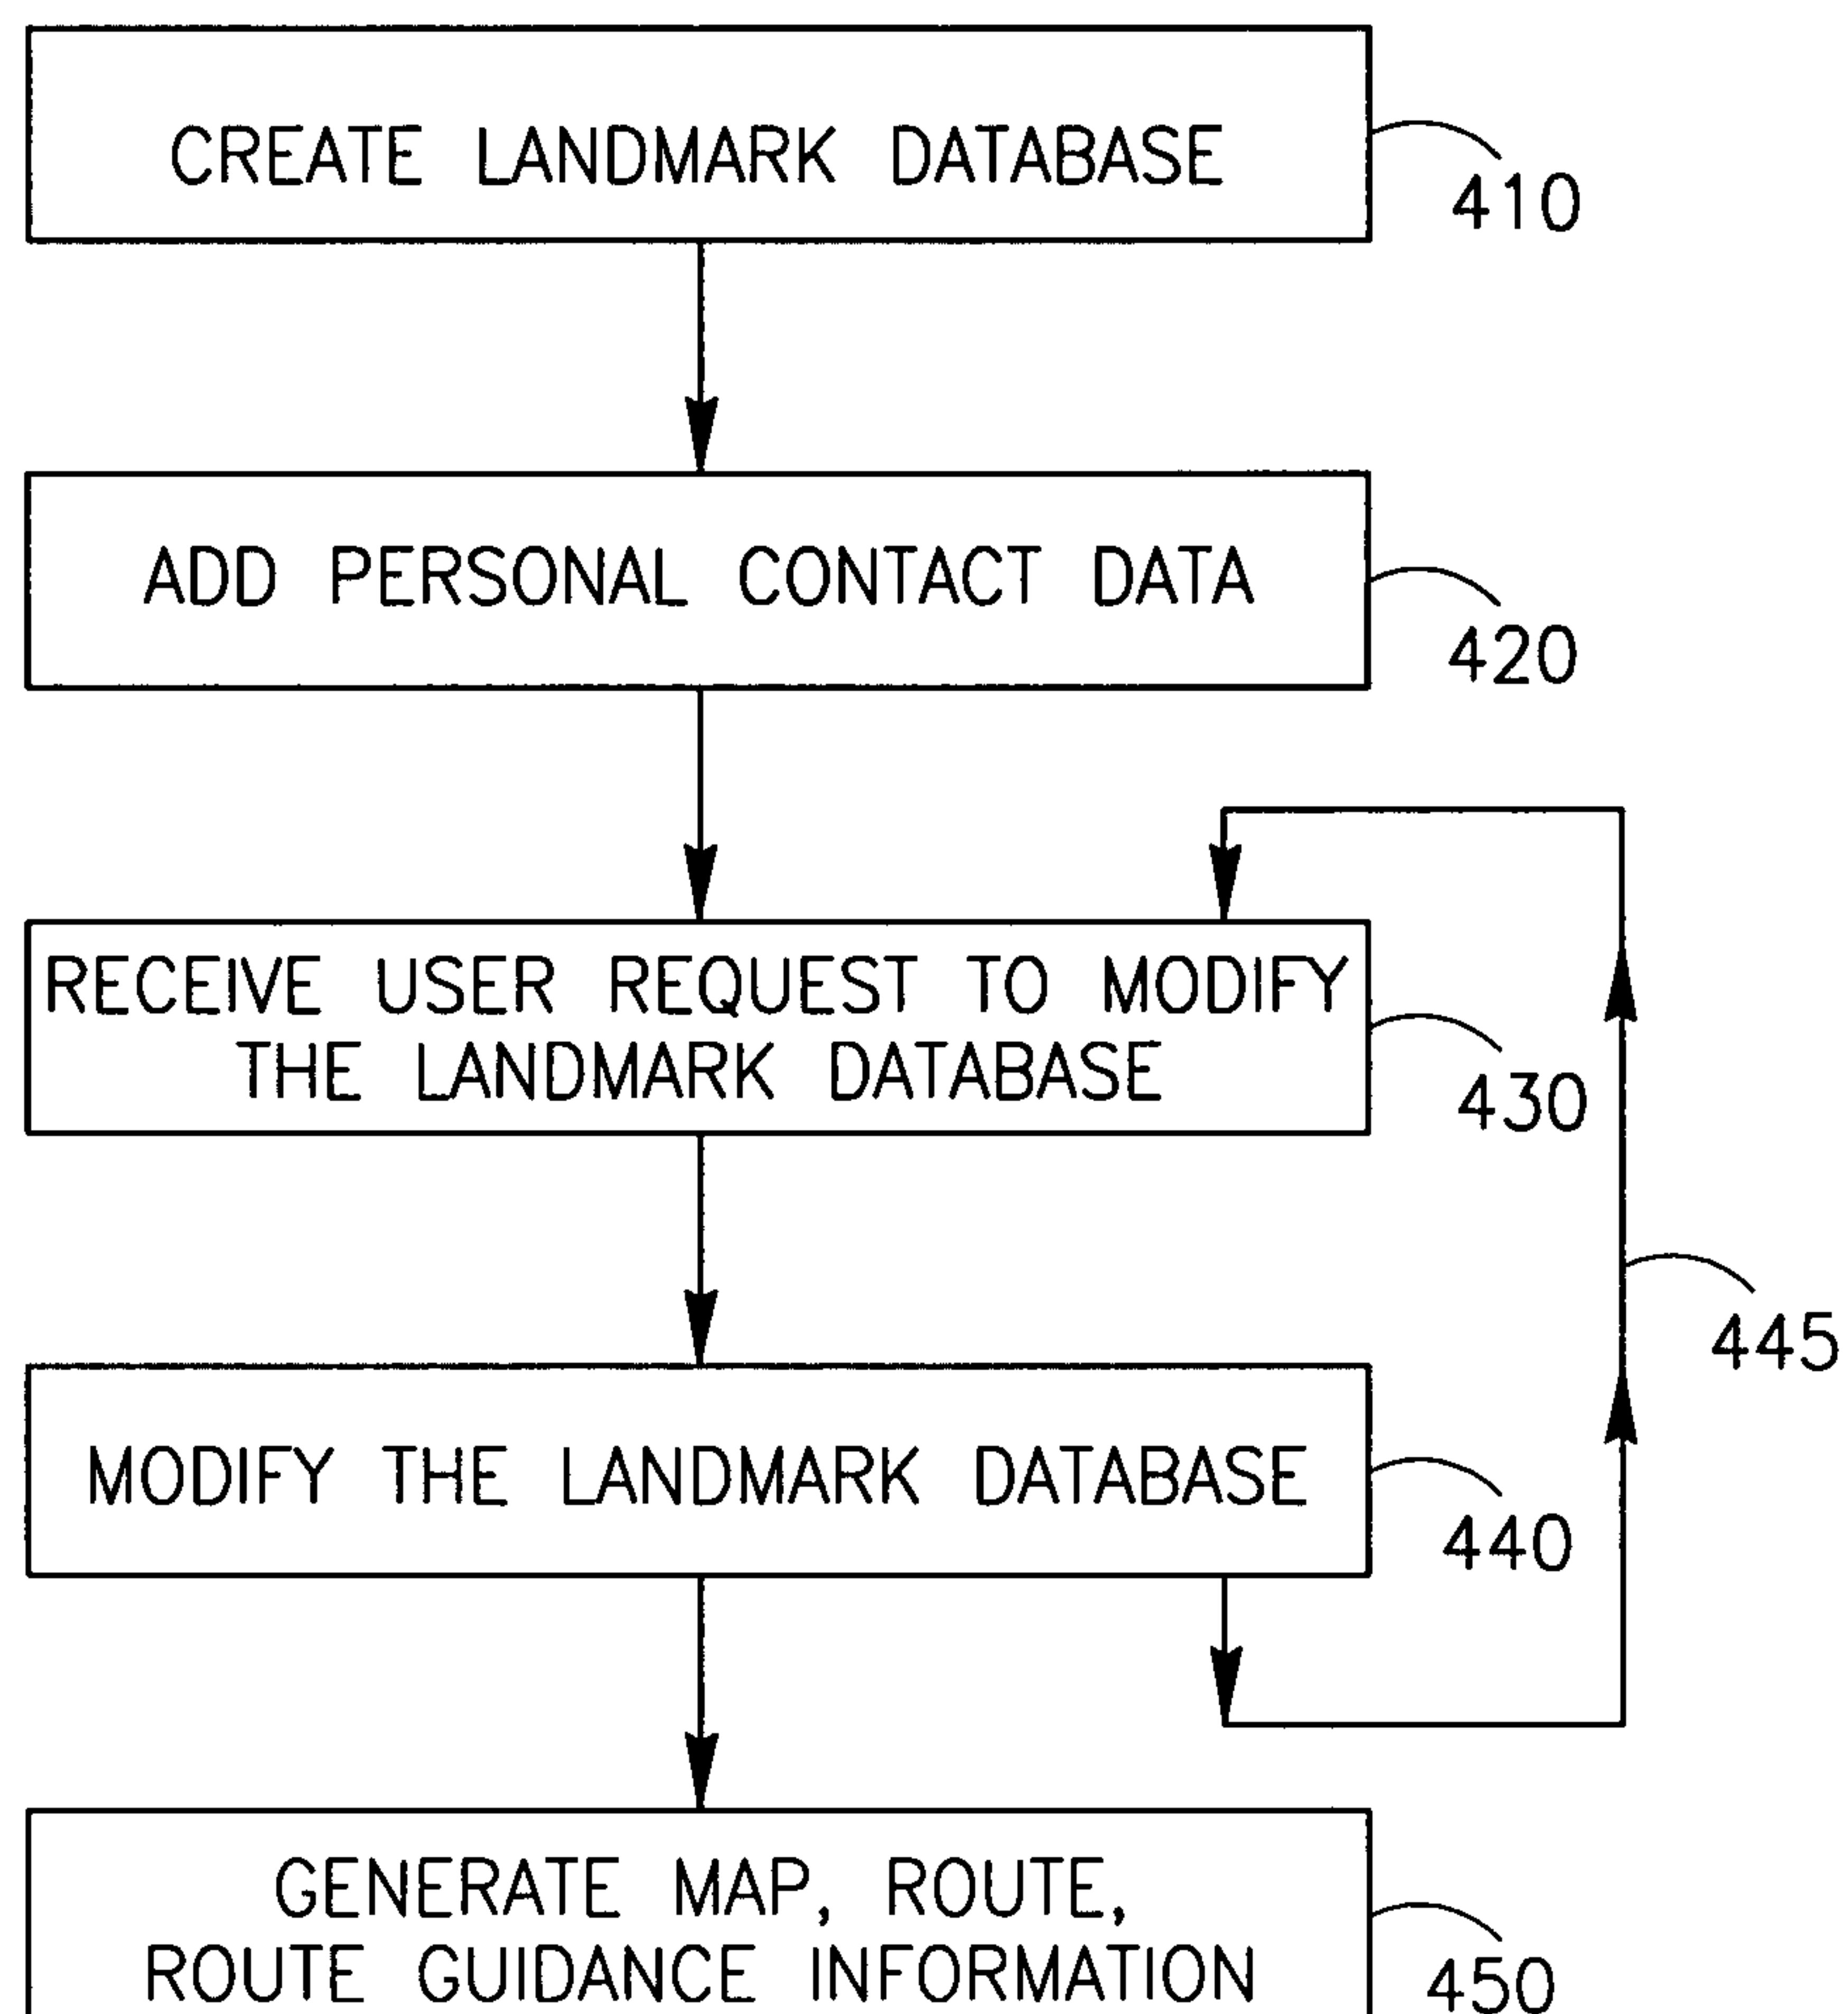 CREATE LANDMARK DATABASE
410
ADD PERSONAL CONTACT DATA
420
RECEIVE USER REQUEST TO MODIFY
THE LANDMARK DATABASE
430
445
MODIFY THE LANDMARK DATABASE
440
GENERATE MAP, ROUTE,
ROUTE GUIDANCE INFORMATION
450